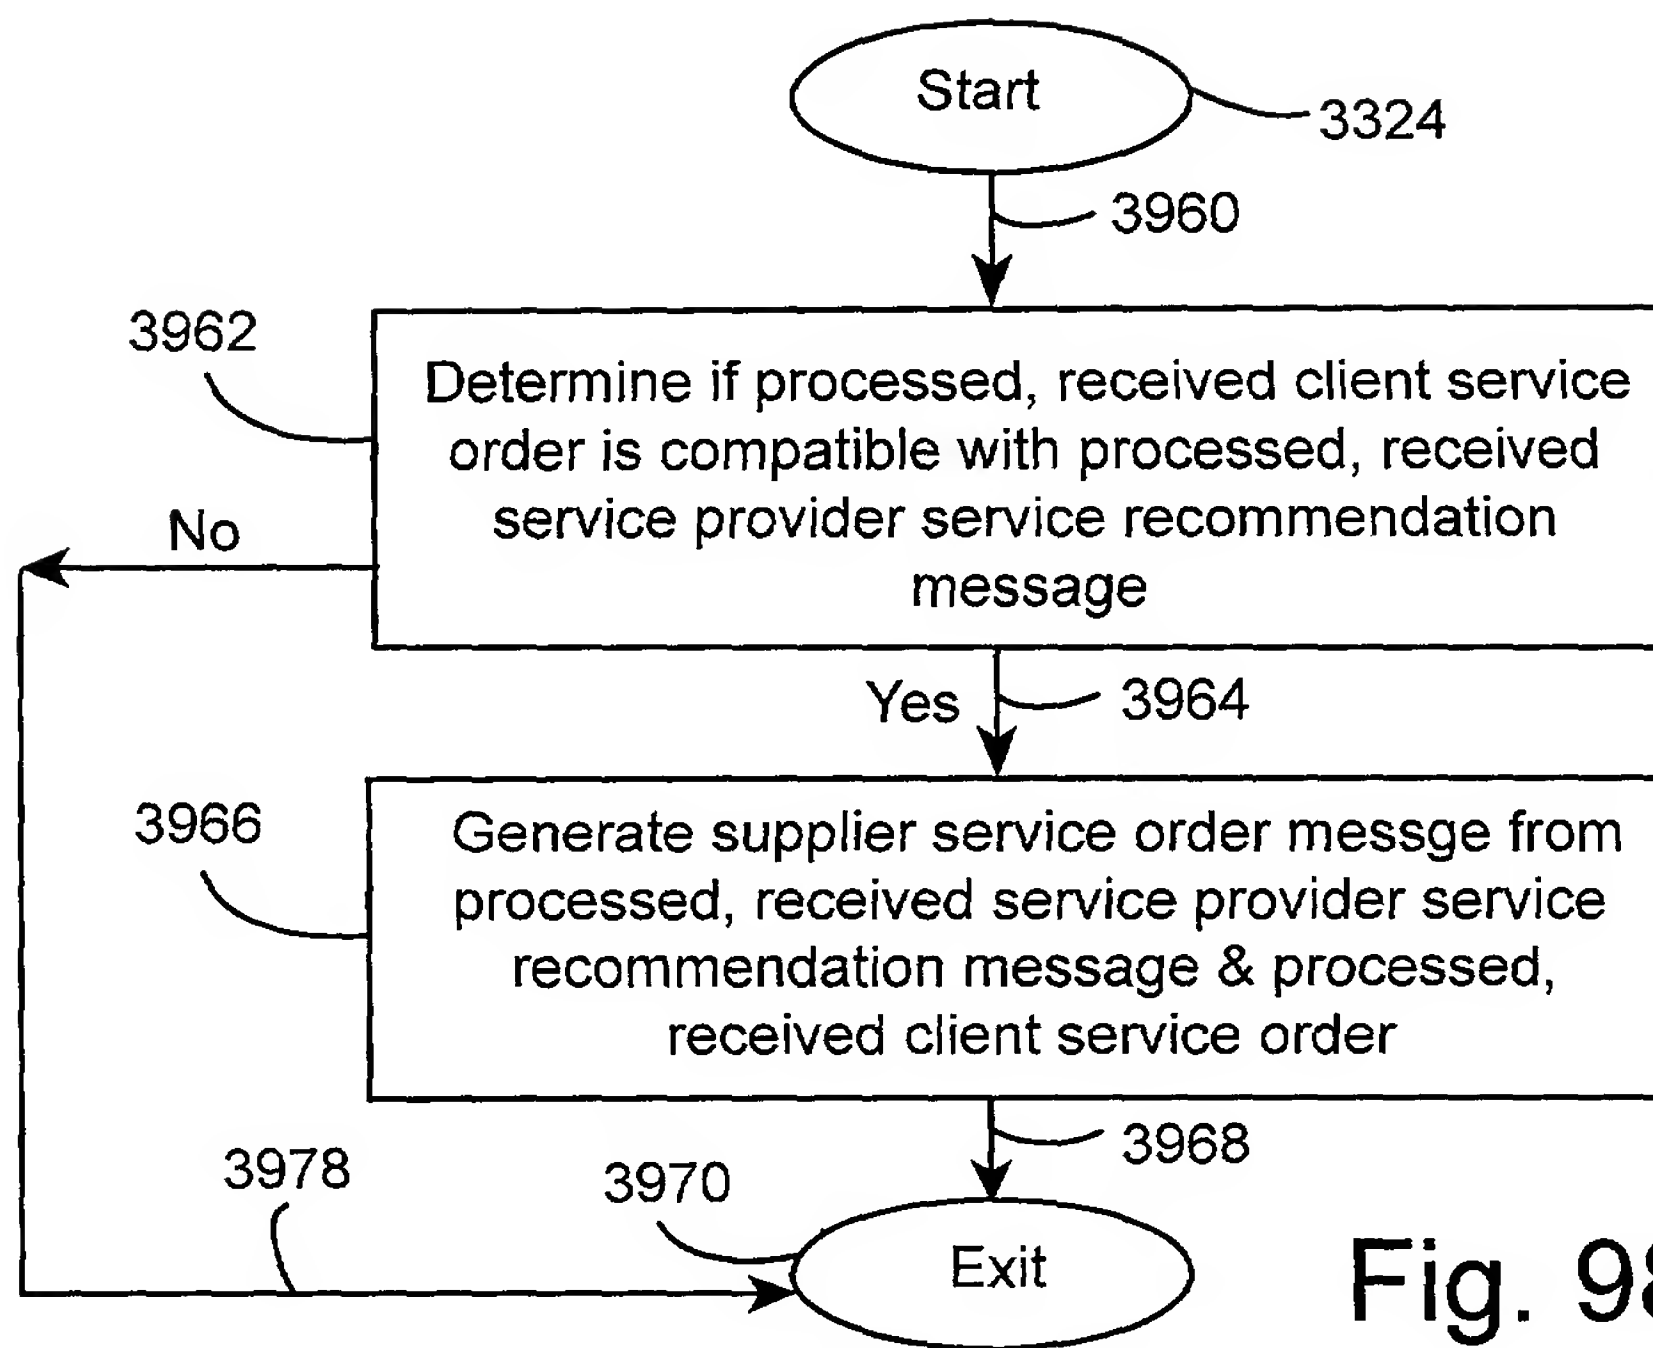 Start
3324
3960
3962
Determine if processed, received client service
order is compatible with processed, received
service provider service recommendation
message
No
Yes
3964
3966
Generate supplier service order messge from
processed, received service provider service
recommendation message & processed,
received client service order
3968
3978
3970
Exit
Fig. 98